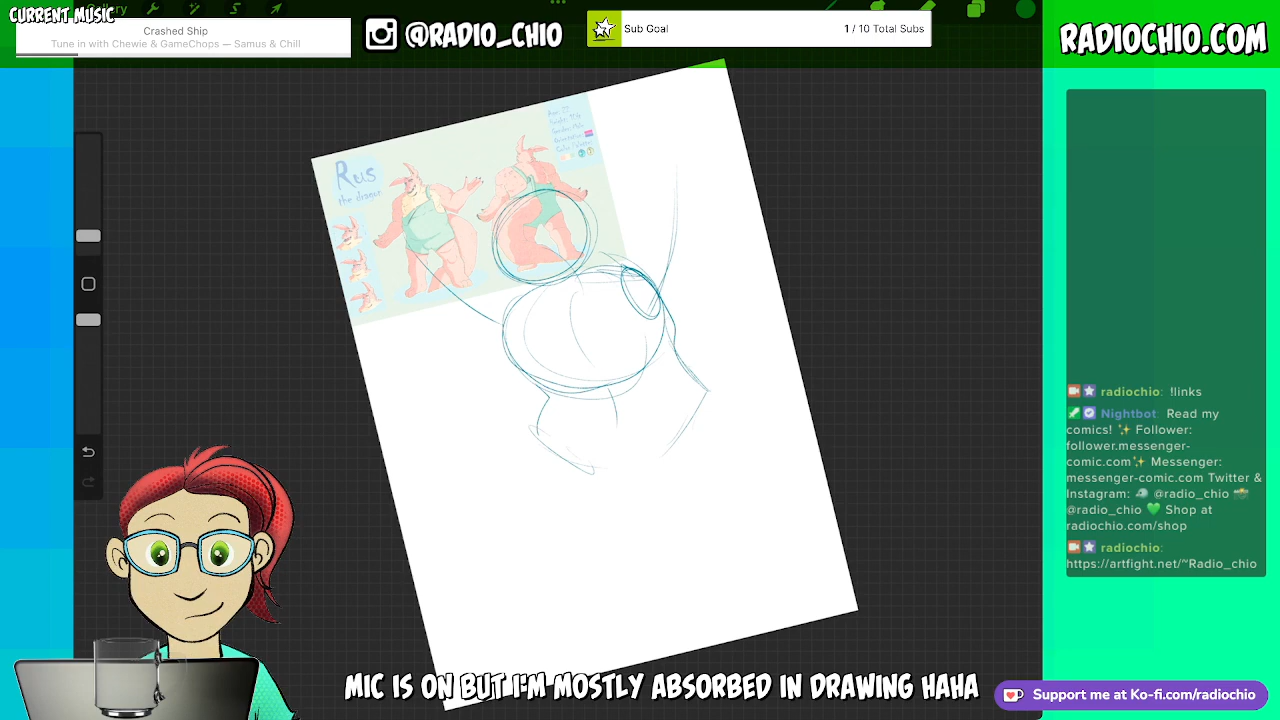 CURRENT MUSIC
Crashed Ship
Tune in with Chewie & GameChops — Samus & Chill
@RADIO_CHIO
Sub Goal
1 / 10 Total Subs
RADIOCHIO.COM
Rus
the dragon
radiochio: !links
Nightbot: Read my
comics! ✨ Follower:
follower.messenger-
comic.com✨ Messenger:
messenger-comic.com Twitter &
Instagram: @radio_chio
@radio_chio 💚 Shop at
radiochio.com/shop
radiochio:
https://artfight.net/~Radio_chio
MIC IS ON BUT I'M MOSTLY ABSORBED IN DRAWING HAHA
Support me at Ko-fi.com/radiochio